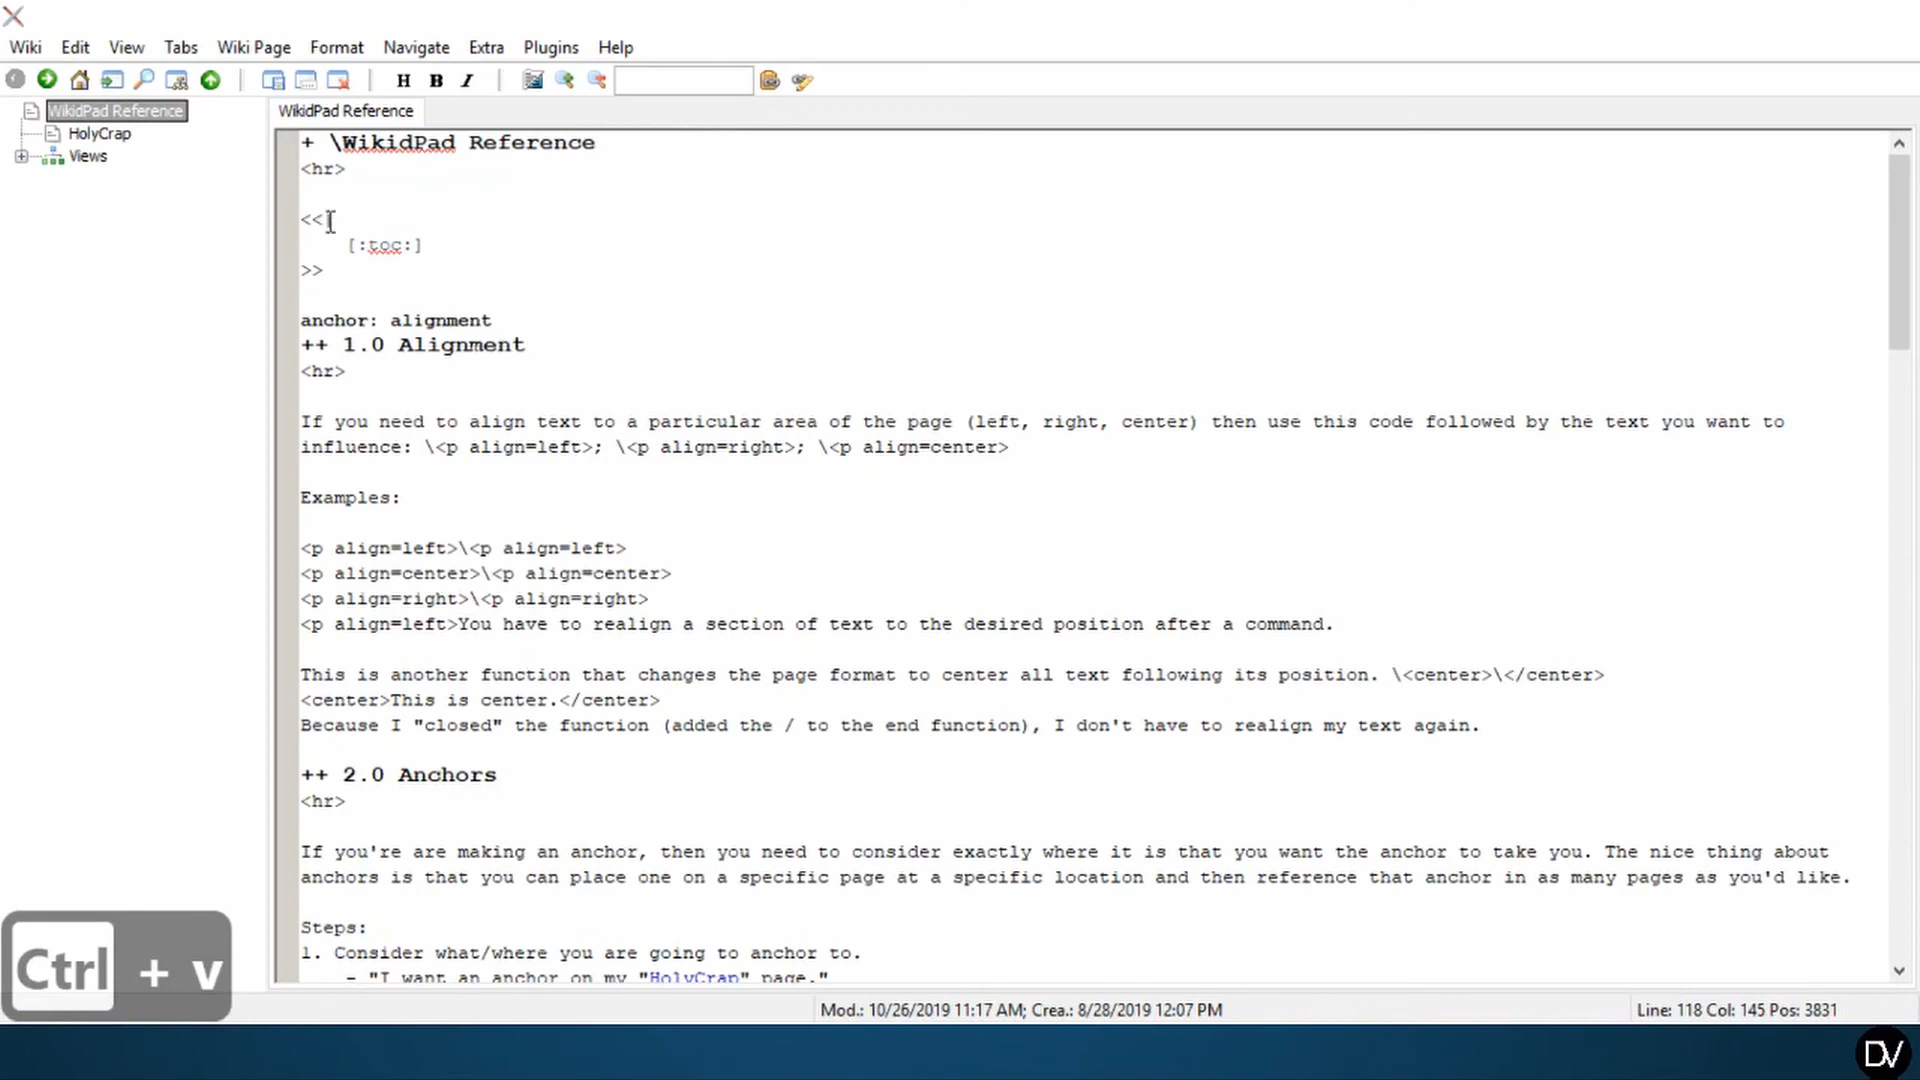 Wiki Edit View Tabs Wiki Page Format Navigate Extra Plugins Help
H B I
WikidPad Reference
HolyCrap
Views
WikidPad Reference
+ \WikidPad Reference
<hr>
<<
[:toc:]
>>
anchor: alignment
++ 1.0 Alignment
<hr>
If you need to align text to a particular area of the page (left, right, center) then use this code followed by the text you want to
influence: \<p align=left>; \<p align=right>; \<p align=center>
Examples:
<p align=left>\<p align=left>
<p align=center>\<p align=center>
<p align=right>\<p align=right>
<p align=left>You have to realign a section of text to the desired position after a command.
This is another function that changes the page format to center all text following its position. \<center>\</center>
<center>This is center.</center>
Because I "closed" the function (added the / to the end function), I don't have to realign my text again.
++ 2.0 Anchors
<hr>
If you're are making an anchor, then you need to consider exactly where it is that you want the anchor to take you. The nice thing about
anchors is that you can place one on a specific page at a specific location and then reference that anchor in as many pages as you'd like.
Steps:
1. Consider what/where you are going to anchor to.
- "I want an anchor on my "HolyCrap" page."
Ctrl + v
Mod.: 10/26/2019 11:17 AM; Crea.: 8/28/2019 12:07 PM
Line: 118 Col: 145 Pos: 3831
DV